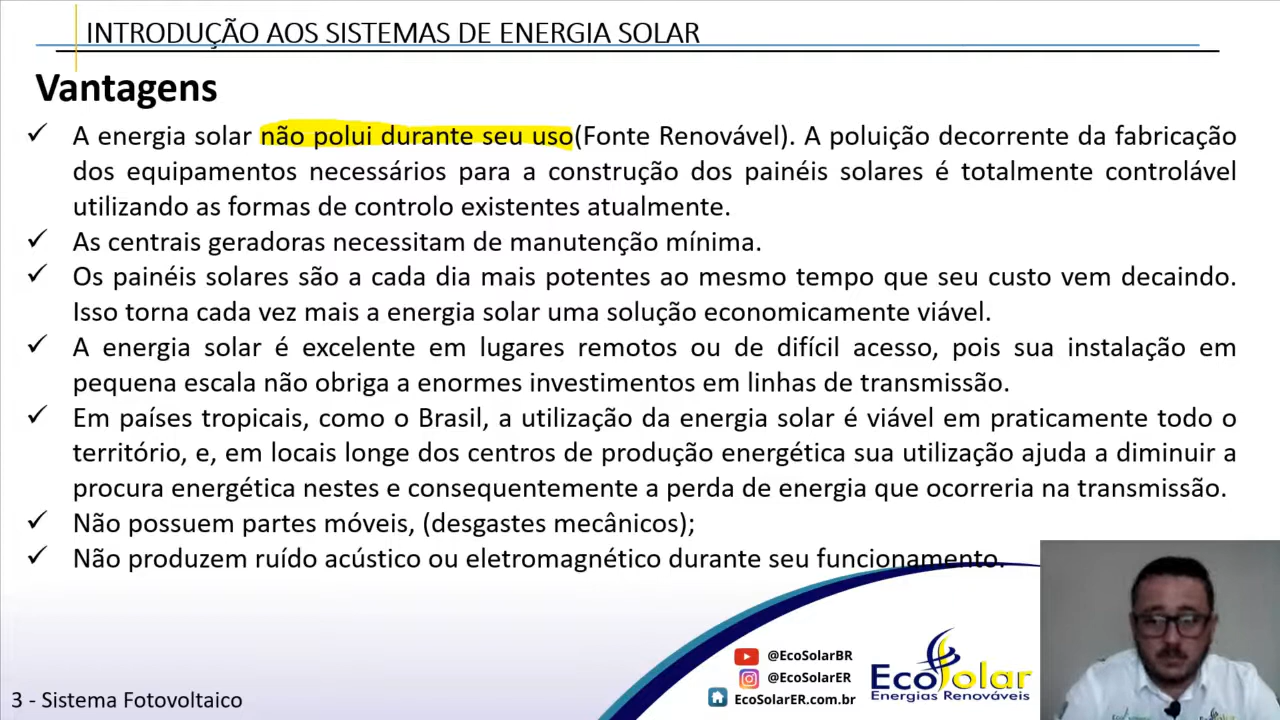 INTRODUÇÃO AOS SISTEMAS DE ENERGIA SOLAR
Vantagens
✓ A energia solar não polui durante seu uso(Fonte Renovável). A poluição decorrente da fabricação
dos equipamentos necessários para a construção dos painéis solares é totalmente controlável
utilizando as formas de controlo existentes atualmente.
✓ As centrais geradoras necessitam de manutenção mínima.
✓ Os painéis solares são a cada dia mais potentes ao mesmo tempo que seu custo vem decaindo.
Isso torna cada vez mais a energia solar uma solução economicamente viável.
✓ A energia solar é excelente em lugares remotos ou de difícil acesso, pois sua instalação em
pequena escala não obriga a enormes investimentos em linhas de transmissão.
✓ Em países tropicais, como o Brasil, a utilização da energia solar é viável em praticamente todo o
território, e, em locais longe dos centros de produção energética sua utilização ajuda a diminuir a
procura energética nestes e consequentemente a perda de energia que ocorreria na transmissão.
✓ Não possuem partes móveis, (desgastes mecânicos);
✓ Não produzem ruído acústico ou eletromagnético durante seu funcionamento.
@EcoSolarBR
@EcoSolarER
EcoSolarER.com.br
EcoSolar
Energias Renováveis
3 - Sistema Fotovoltaico